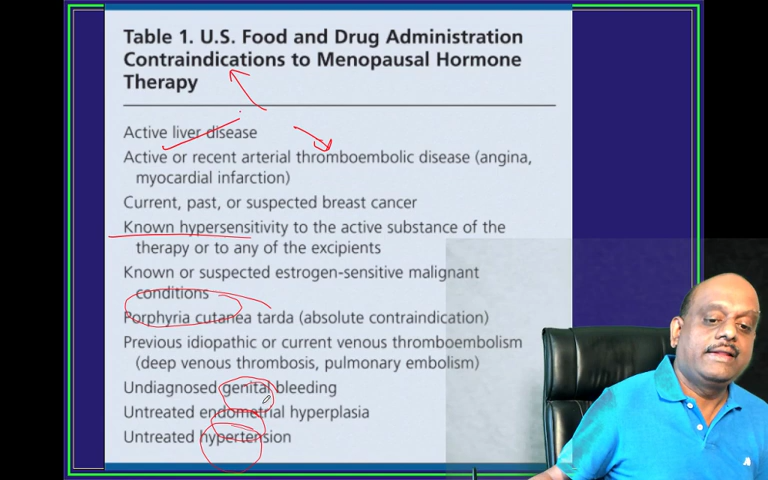 Table 1. U.S. Food and Drug Administration
Contraindications to Menopausal Hormone
Therapy
Active liver disease
Active or recent arterial thromboembolic disease (angina,
myocardial infarction)
Current, past, or suspected breast cancer
Known hypersensitivity to the active substance of the
therapy or to any of the excipients
Known or suspected estrogen-sensitive malignant
conditions
Porphyria cutanea tarda (absolute contraindication)
Previous idiopathic or current venous thromboembolism
(deep venous thrombosis, pulmonary embolism)
Undiagnosed genital bleeding
Untreated endometrial hyperplasia
Untreated hypertension